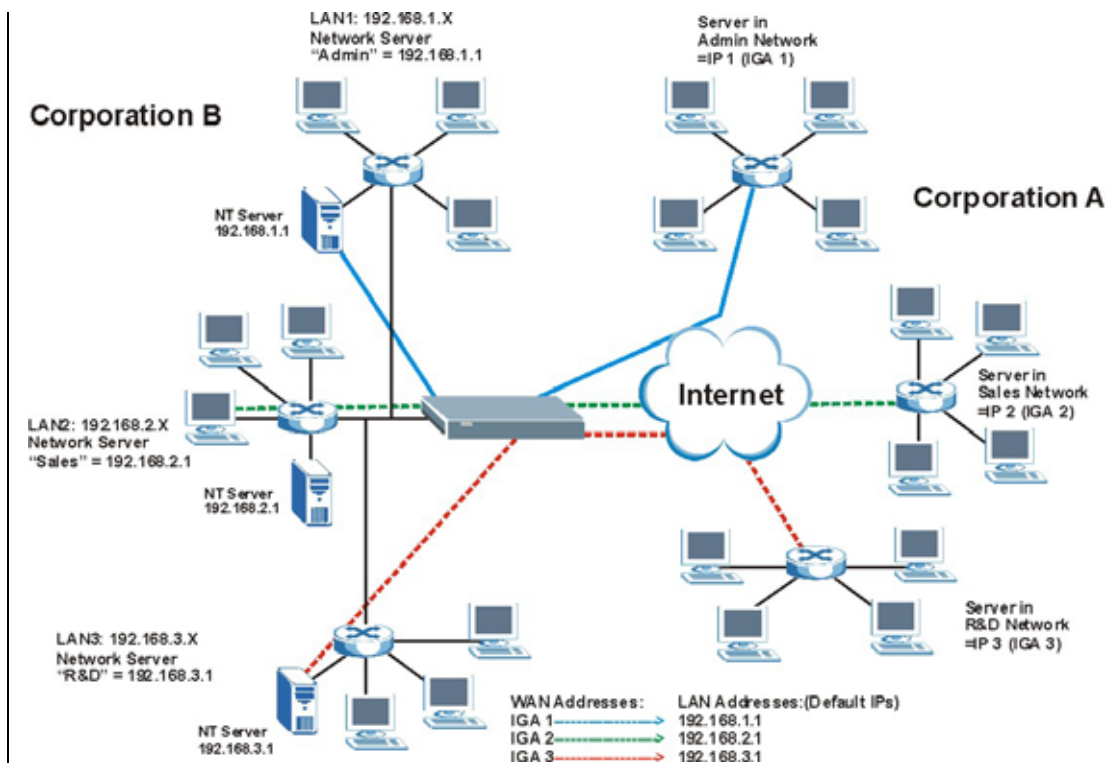 LAN1: 192.168.1.X
Network Server
“Admin” = 192.168.1.1
Server in
Admin Network
=IP 1 (IGA 1)
Corporation B
Corporation A
NT Server
192.168.1.1
Internet
Server in
Sales Network
=IP 2 (IGA 2)
LAN2: 192.168.2.X
Network Server
“Sales” = 192.168.2.1
NT Server
192.168.2.1
LAN3: 192.168.3.X
Network Server
“R&D” = 192.168.3.1
Server in
R&D Network
=IP 3 (IGA 3)
NT Server
192.168.3.1
WAN Addresses: LAN Addresses:(Default IPs)
IGA 1 192.168.1.1
IGA 2 192.168.2.1
IGA 3 192.168.3.1